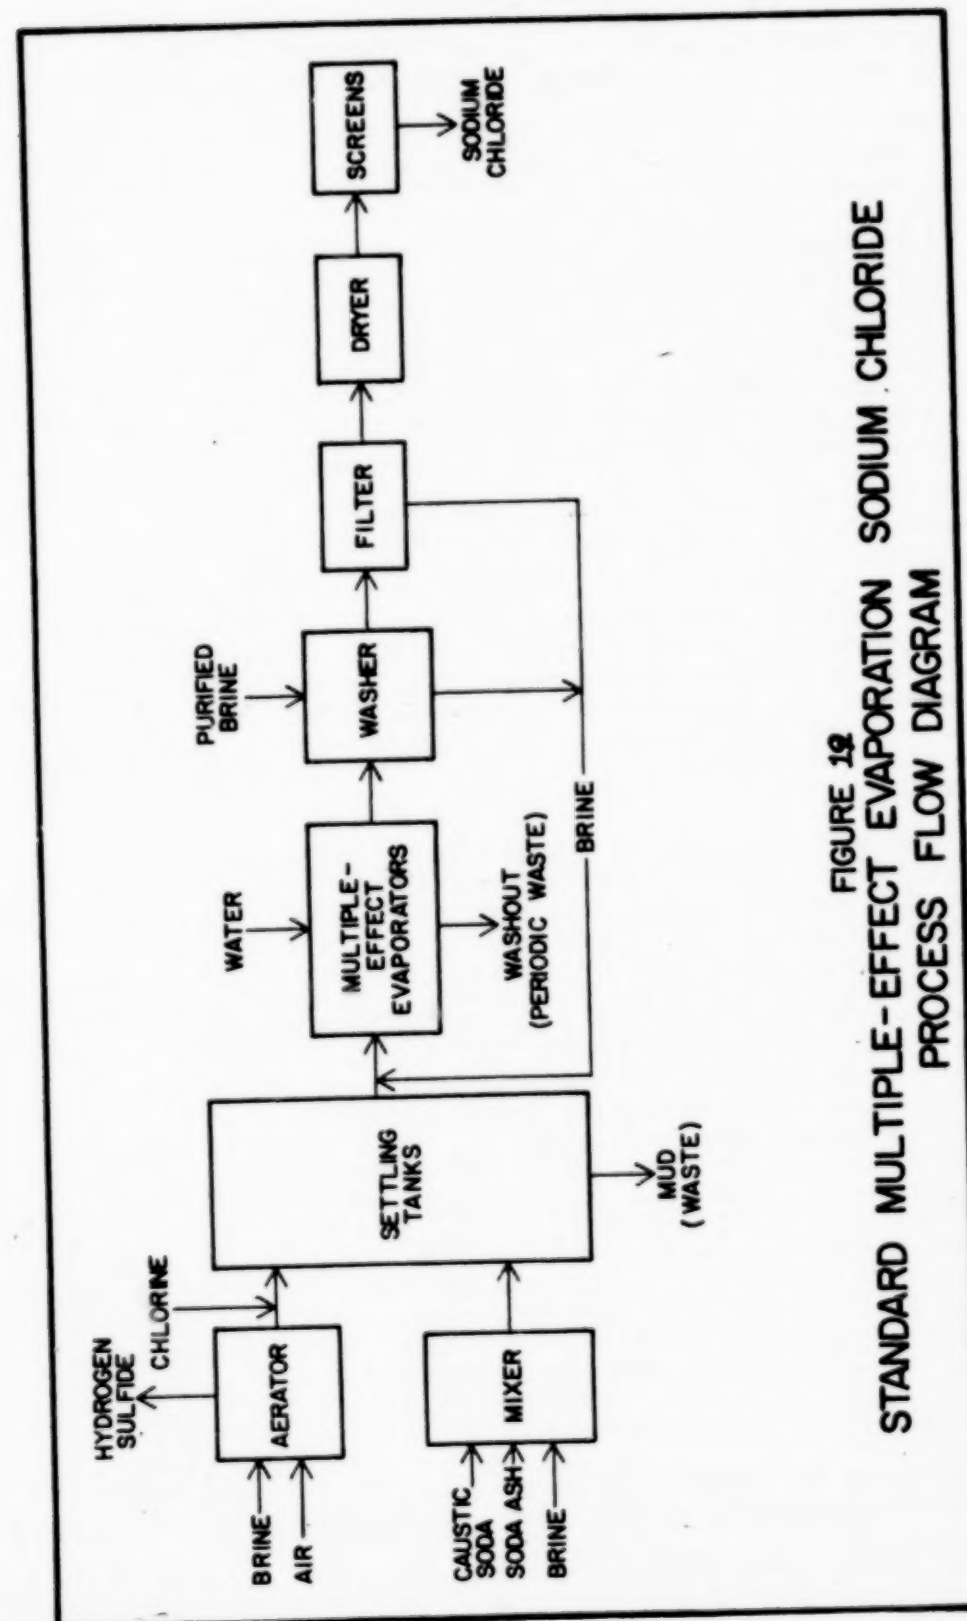 HYDROGEN
SULFIDE
CHLORINE
BRINE
AIR
AERATOR
CAUSTIC
SODA
SODA ASH
BRINE
MIXER
SETTLING
TANKS
MUD
(WASTE)
WATER
MULTIPLE-
EFFECT
EVAPORATORS
WASHOUT
(PERIODIC WASTE)
PURIFIED
BRINE
WASHER
BRINE
FILTER
DRYER
SCREENS
SODIUM
CHLORIDE
FIGURE
STANDARD MULTIPLE-EFFECT EVAPORATION SODIUM CHLORIDE
PROCESS FLOW DIAGRAM